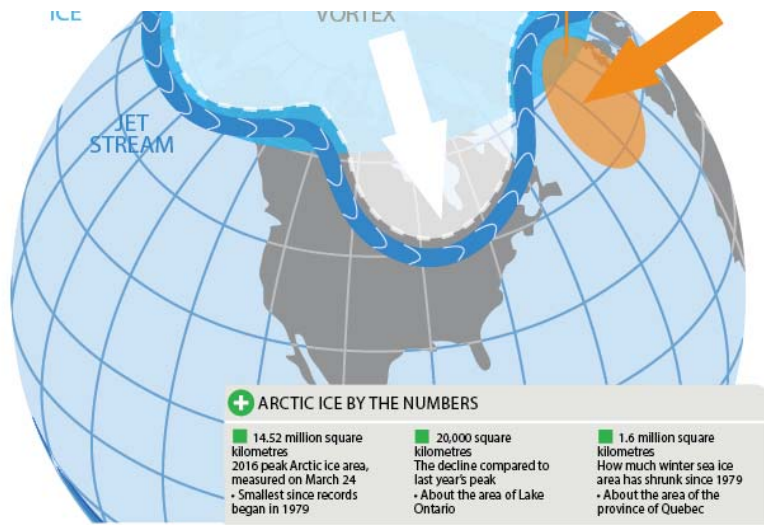 ICE
VORTEX
JET
STREAM
ARCTIC ICE BY THE NUMBERS
14.52 million square
kilometres
2016 peak Arctic ice area,
measured on March 24
• Smallest since records
began in 1979
20,000 square
kilometres
The decline compared to
last year's peak
• About the area of Lake
Ontario
1.6 million square
kilometres
How much winter sea ice
area has shrunk since 1979
• About the area of the
province of Quebec